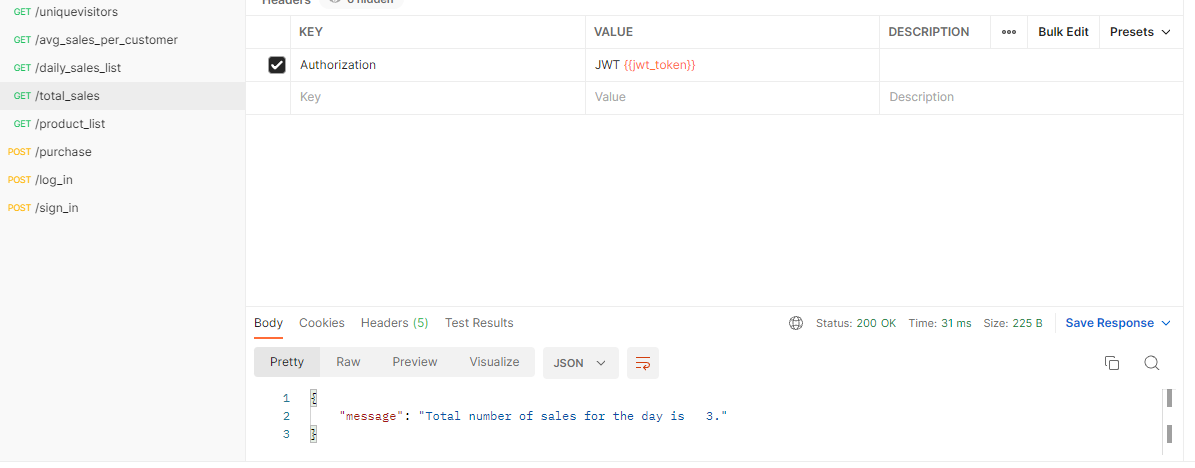 GET /uniquevisitors
GET /avg_sales_per_customer
GET /daily_sales_list
GET /total_sales
GET /product_list
POST /purchase
POST /log_in
POST /sign_in
Headers 6 hidden
KEY VALUE DESCRIPTION ••• Bulk Edit Presets
Authorization JWT {{jwt_token}}
Key Value Description
Body Cookies Headers (5) Test Results Status: 200 OK Time: 31 ms Size: 225 B Save Response
Pretty Raw Preview Visualize JSON
1 {
2 "message": "Total number of sales for the day is   3."
3 }